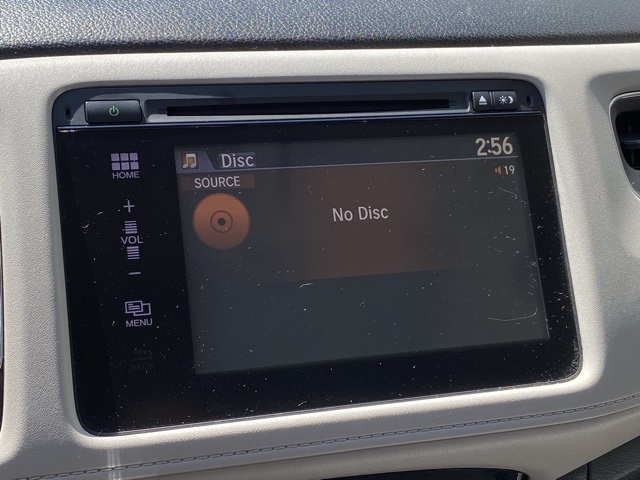 Disc
2:56
SOURCE
19
No Disc
HOME
+
VOL
−
MENU